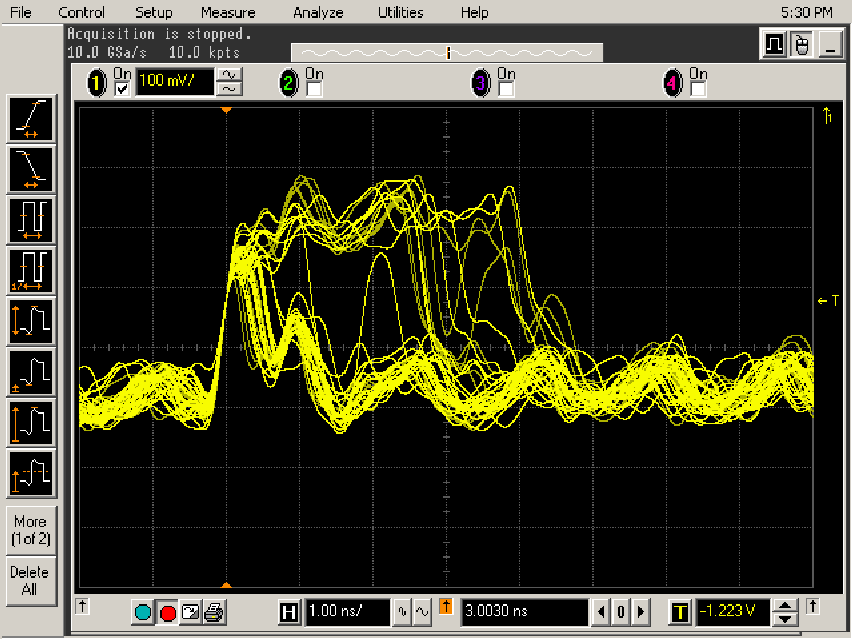 File Control Setup Measure Analyze Utilities Help 5:30 PM
Acquisition is stopped.
10.0 GSa/s 10.0 kpts
1 On 100 mV/ 2 On 3 On 4 On
T
More
(1of 2)
Delete
All
H 1.00 ns/ 3.0030 ns 0 T -1.223 V